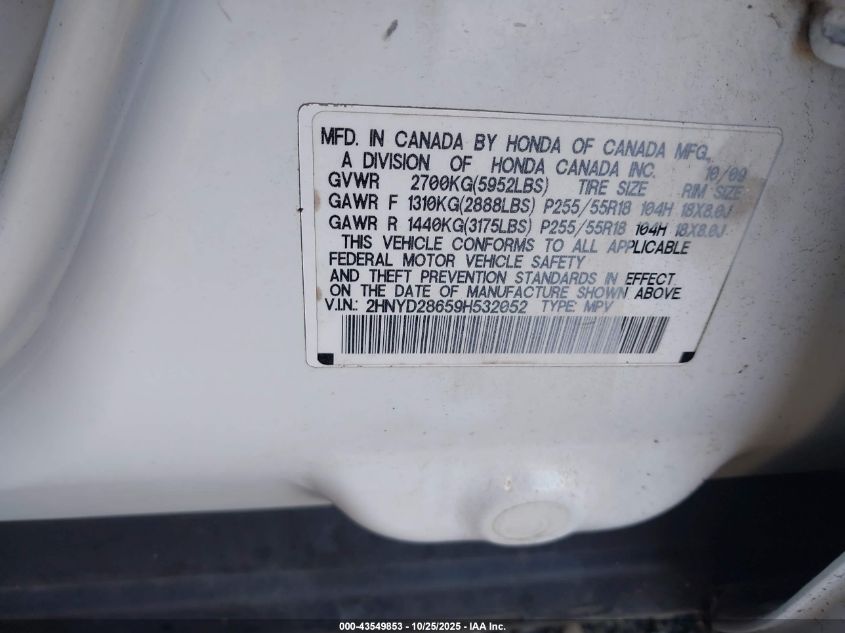 MFD. IN CANADA BY HONDA OF CANADA MFG.,
A DIVISION OF HONDA CANADA INC. 10/09
GVWR 2700KG(5952LBS) TIRE SIZE RIM SIZE
GAWR F 1310KG(2888LBS) P255/55R18 104H 18X8.0J
GAWR R 1440KG(3175LBS) P255/55R18 104H 18X8.0J
THIS VEHICLE CONFORMS TO ALL APPLICABLE
FEDERAL MOTOR VEHICLE SAFETY
AND THEFT PREVENTION STANDARDS IN EFFECT
ON THE DATE OF MANUFACTURE SHOWN ABOVE
V.I.N.: 2HNYD28659H532052 TYPE: MPV
000-43549853 - 10/25/2025 - IAA Inc.